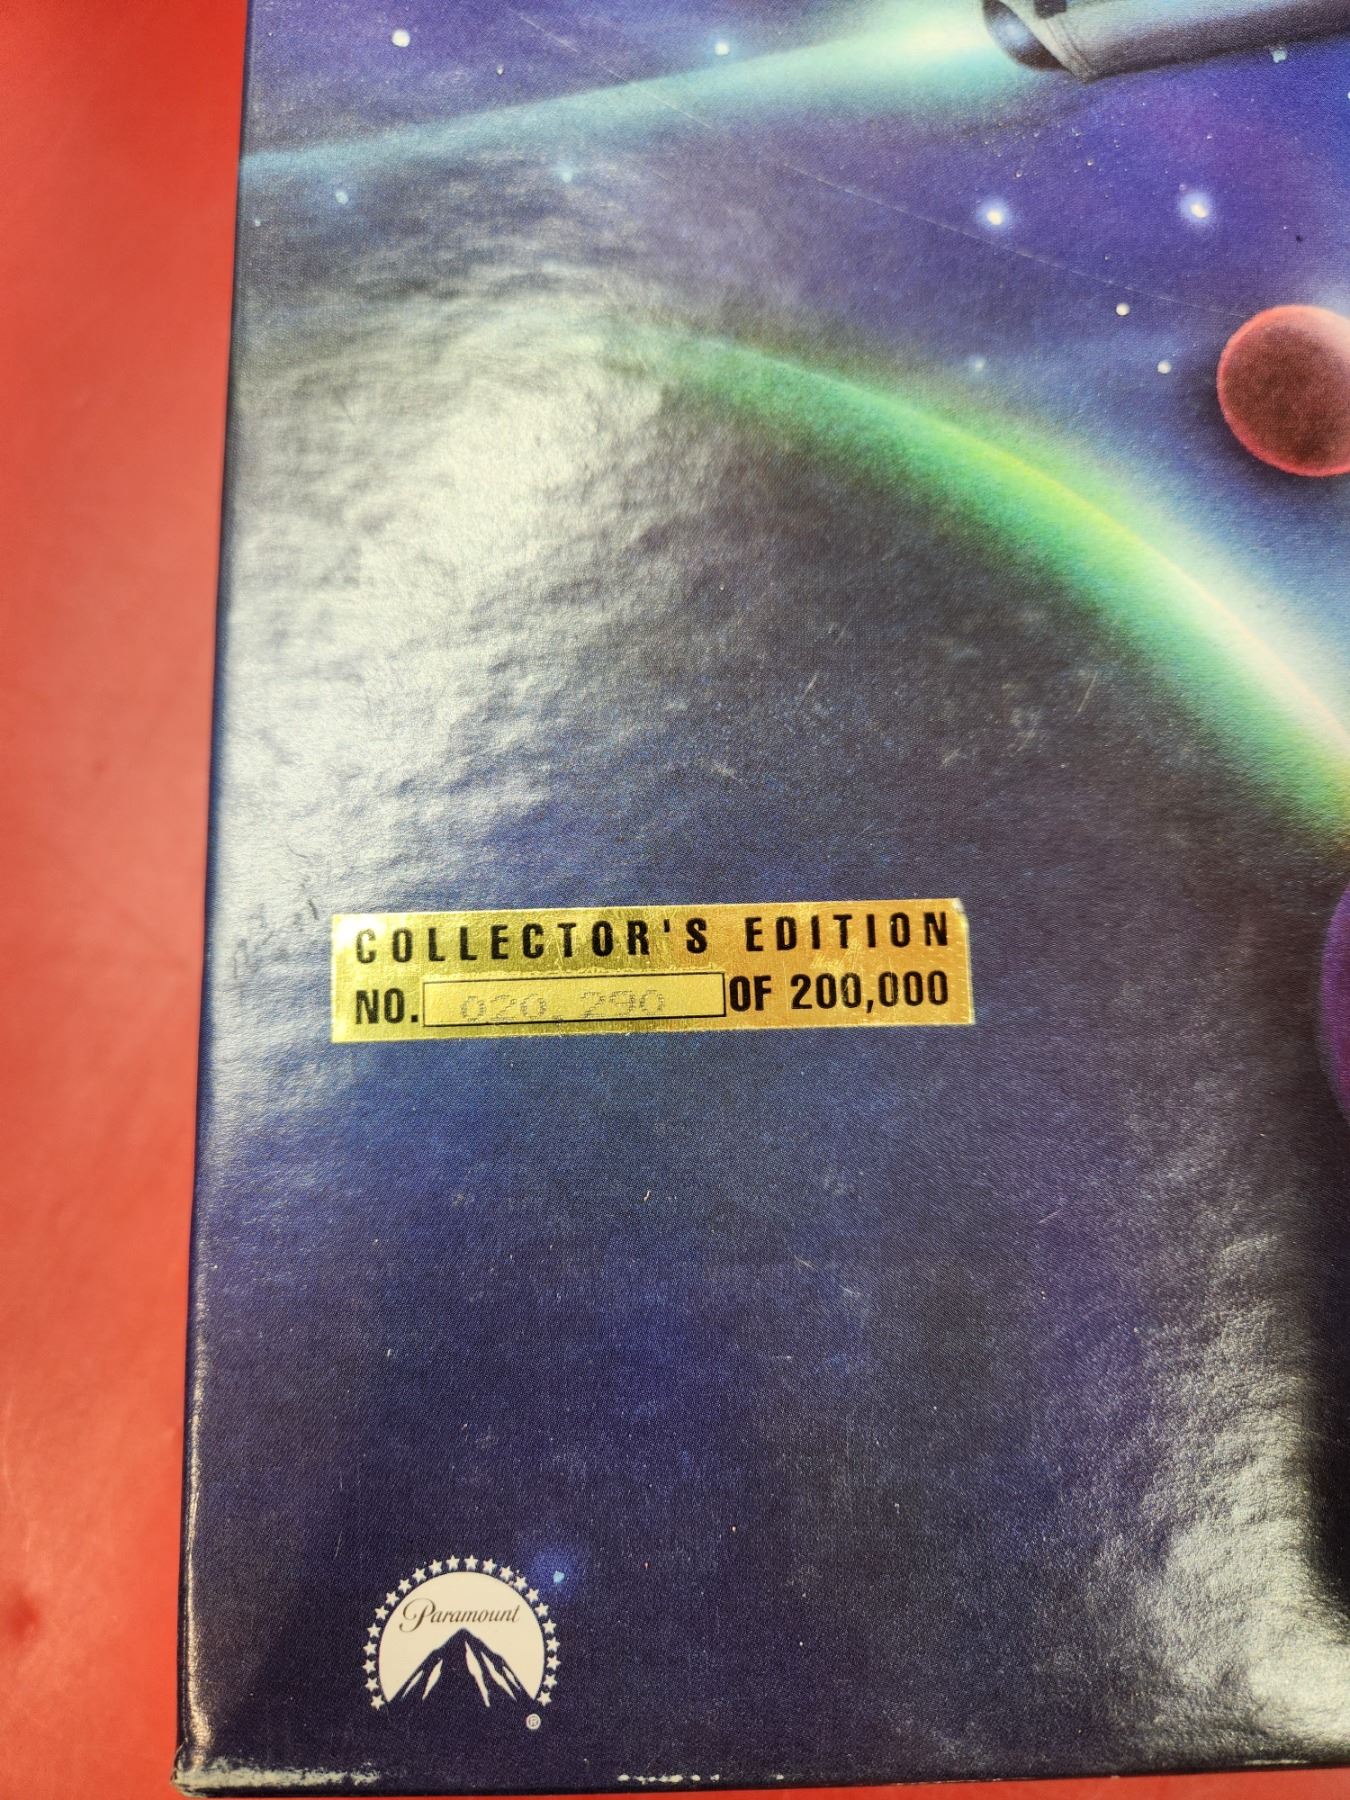 COLLECTOR'S EDITION
NO. 020,290 OF 200,000
Paramount
®